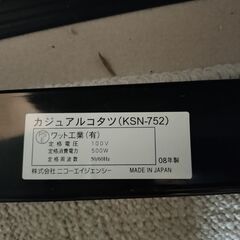 カジュアルコタツ(KSN-752)
ワット工業(有)
定格電圧 100V
定格消費電力 500W
定格周波数 50/60Hz
08年製
株式会社ニコーエイジェンシー MADE IN JAPAN